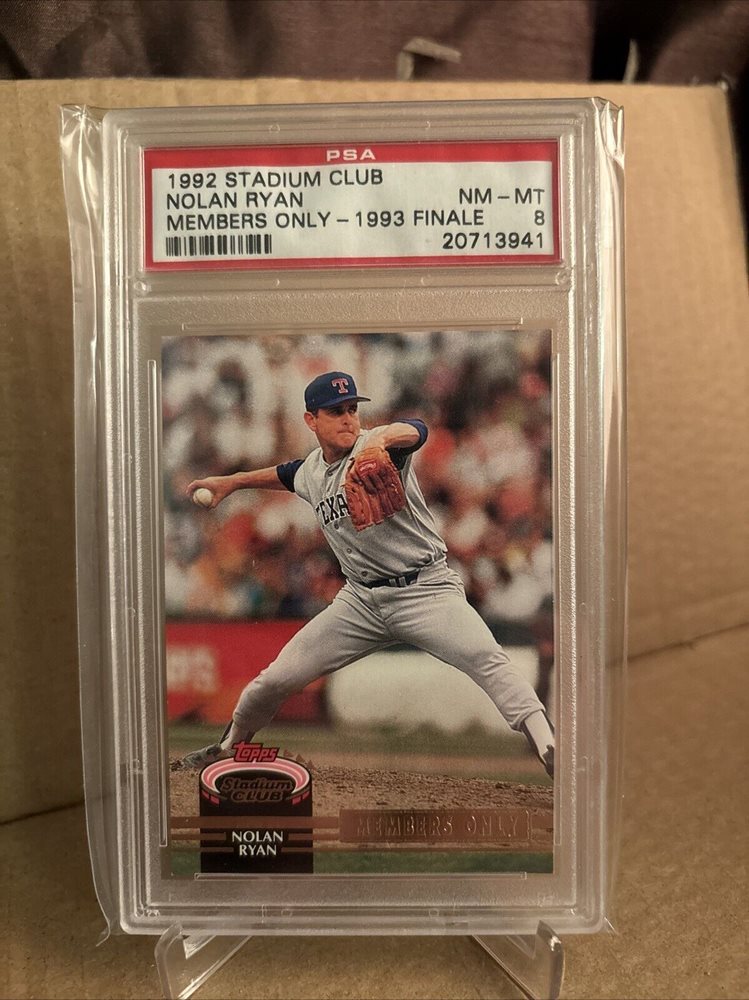 PSA
1992 STADIUM CLUB
NOLAN RYAN NM - MT
MEMBERS ONLY - 1993 FINALE 8
20713941
T
TEXA
Topps
Stadium
CLUB
MEMBERS ONLY
NOLAN
RYAN